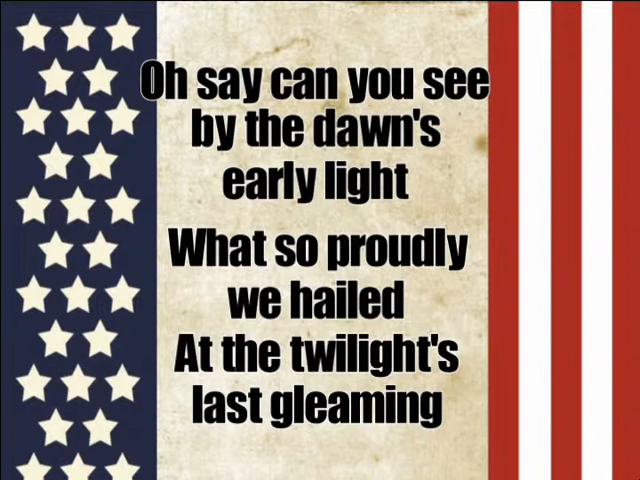 Oh say can you see
by the dawn's
early light
What so proudly
we hailed
At the twilight's
last gleaming